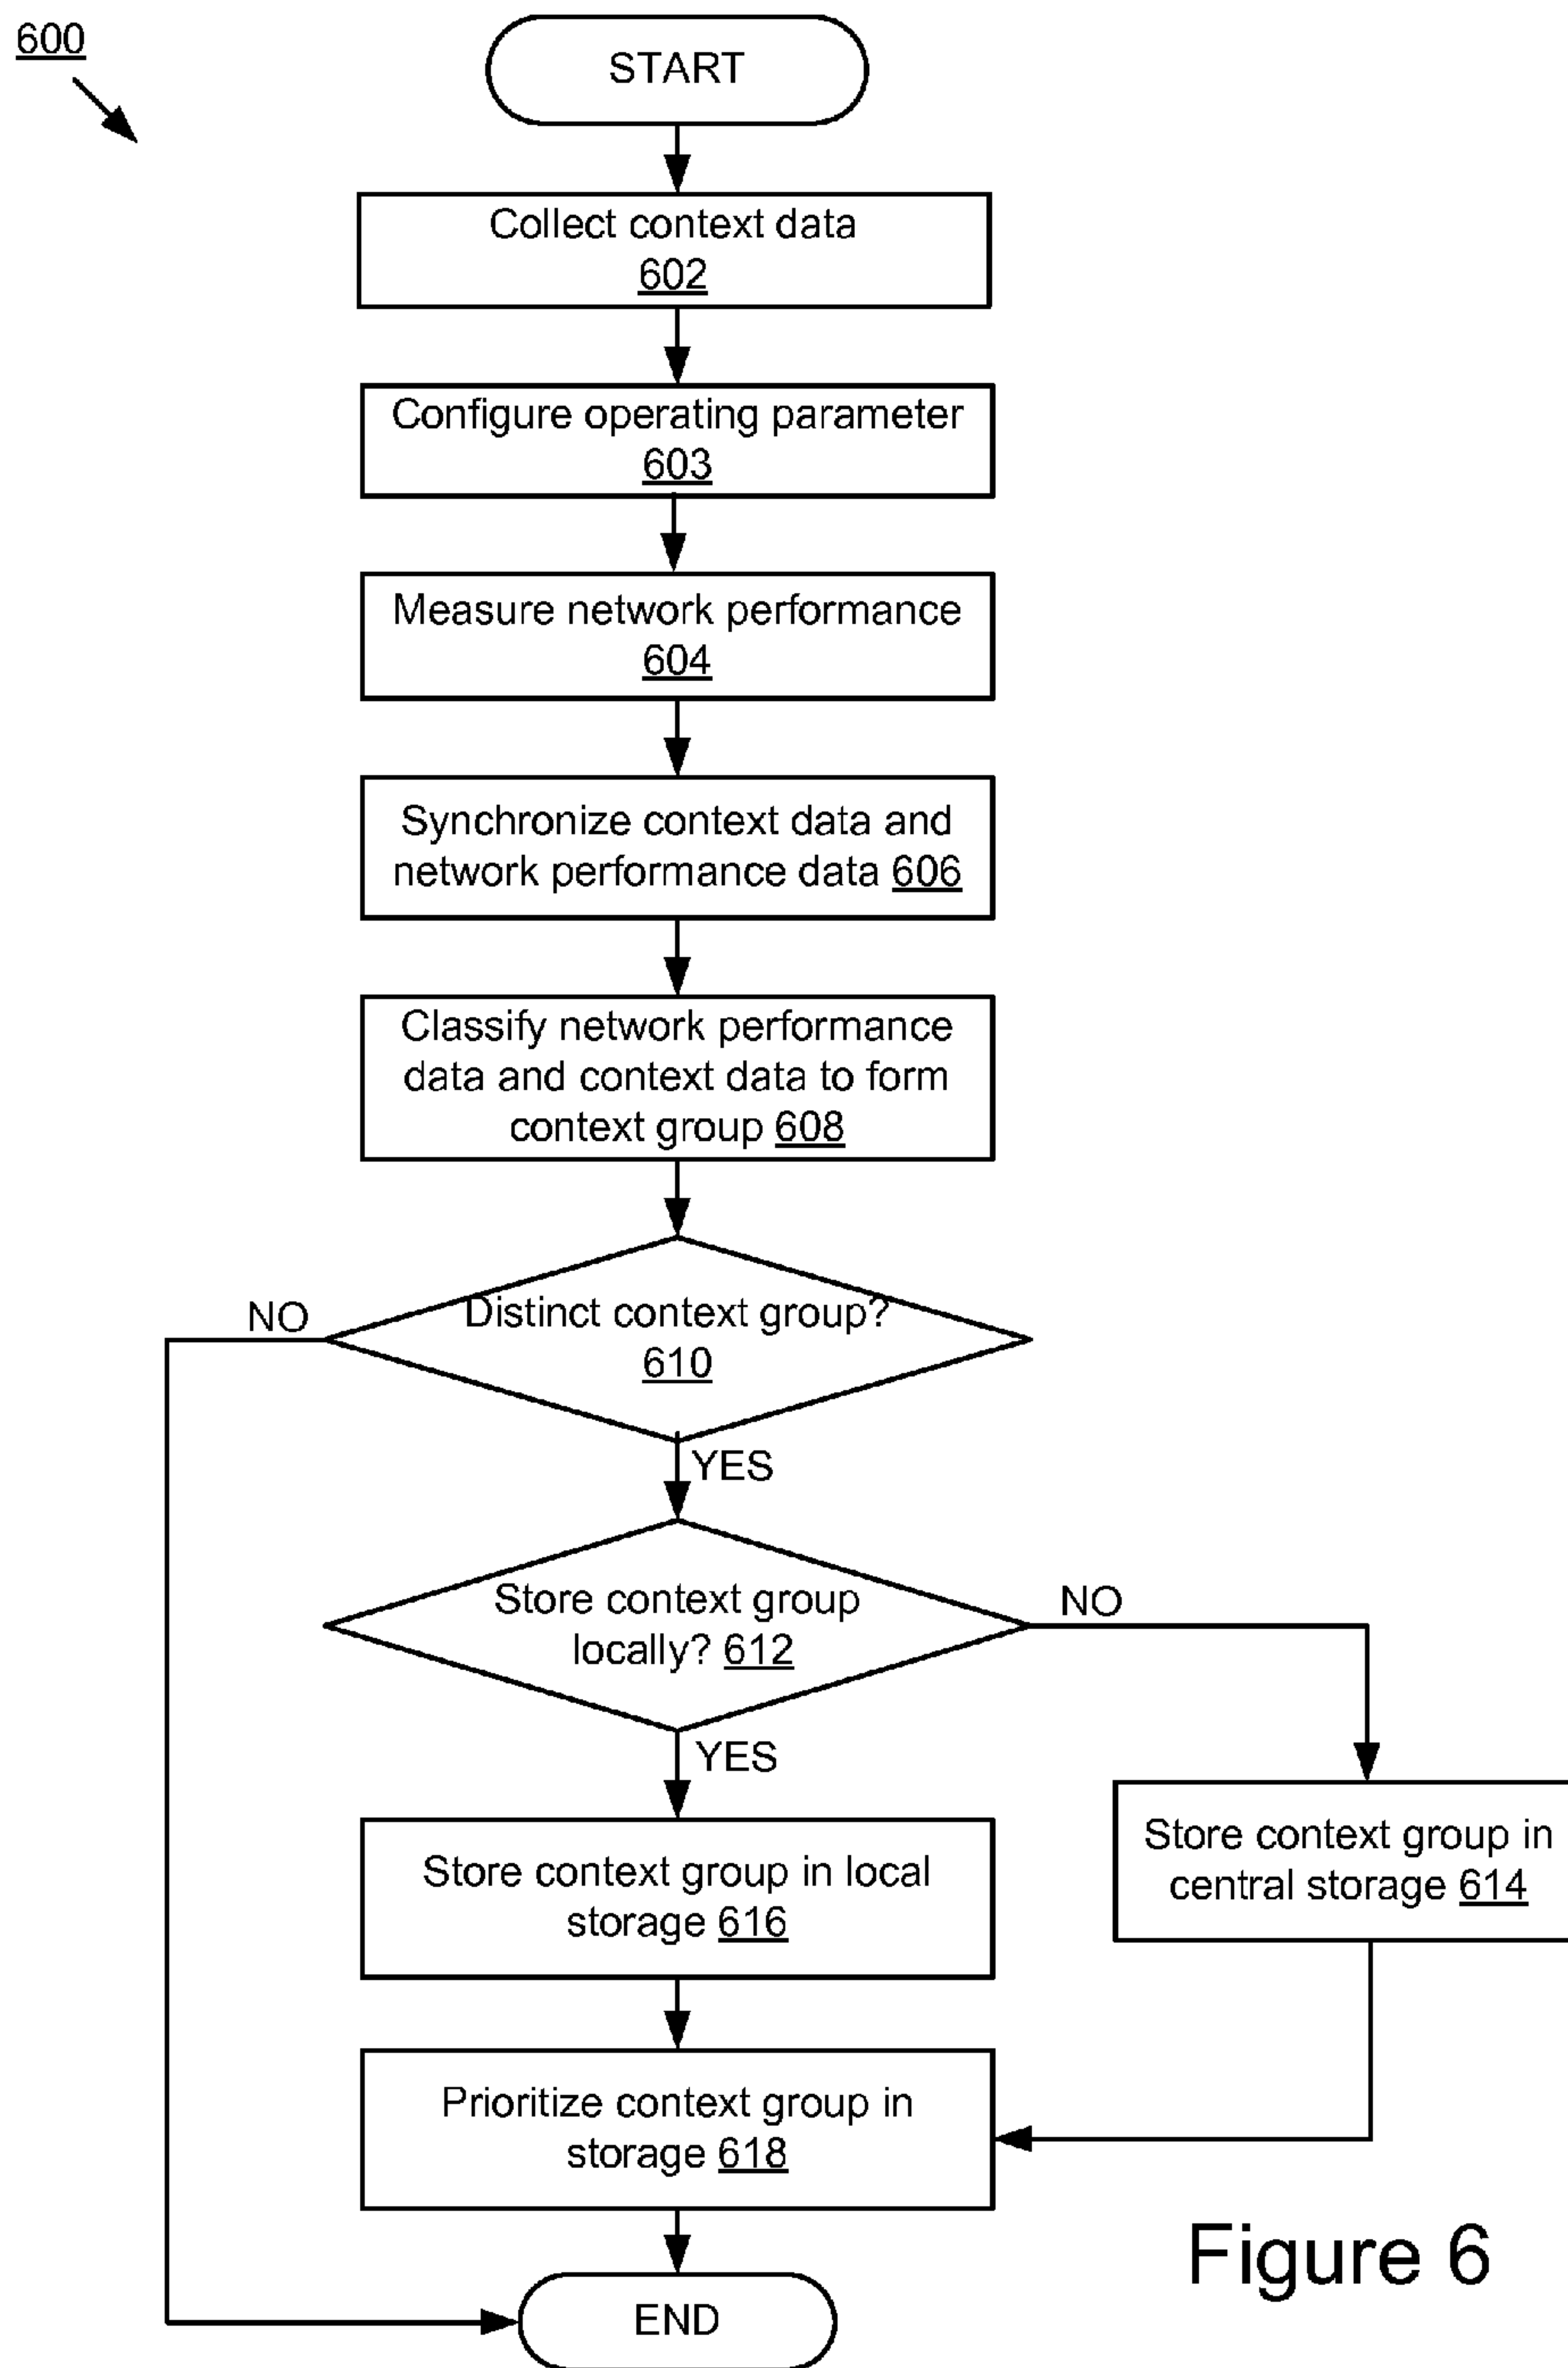 600
START
Collect context data
602
Configure operating parameter
603
Measure network performance
604
Synchronize context data and
network performance data 606
Classify network performance
data and context data to form
context group 608
NO
Distinct context group?
610
YES
Store context group
locally? 612
NO
YES
Store context group in local
storage 616
Store context group in
central storage 614
Prioritize context group in
storage 618
Figure 6
END